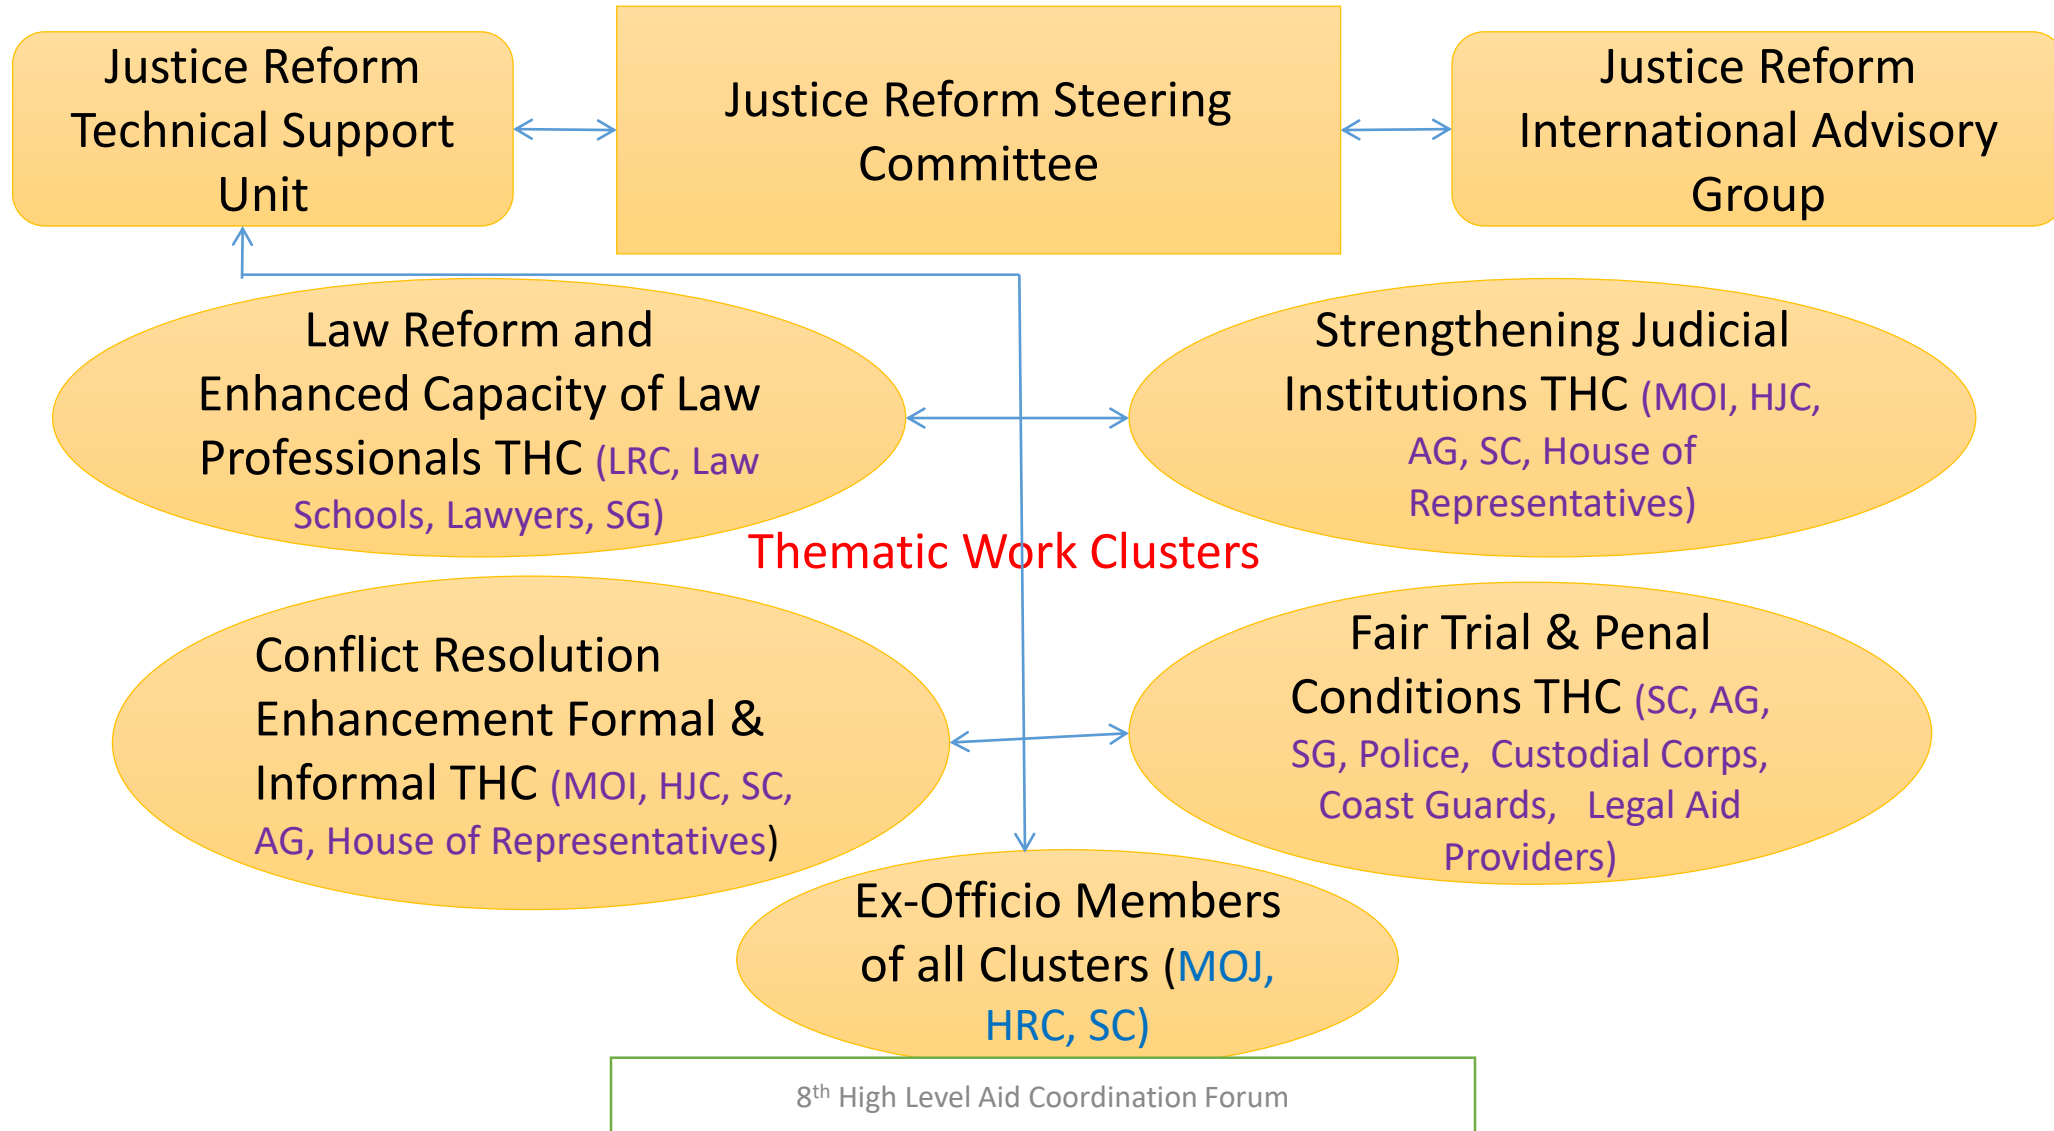 Justice Reform
Technical Support
Unit
Justice Reform Steering
Committee
Justice Reform
International Advisory
Group
Law Reform and
Enhanced Capacity of Law
Professionals THC (LRC, Law
Schools, Lawyers, SG)
Strengthening Judicial
Institutions THC (MOI, HJC,
AG, SC, House of
Representatives)
Thematic Work Clusters
Conflict Resolution
Enhancement Formal &
Informal THC (MOI, HJC, SC,
AG, House of Representatives)
Fair Trial & Penal
Conditions THC (SC, AG,
SG, Police, Custodial Corps,
Coast Guards, Legal Aid
Providers)
Ex-Officio Members
of all Clusters (MOJ,
HRC, SC)
8th High Level Aid Coordination Forum